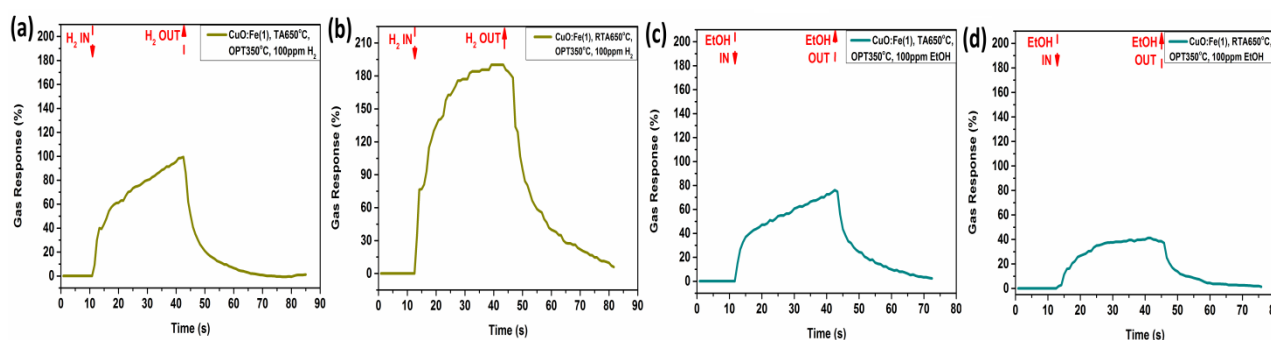 (a)
H₂ IN
H₂ OUT
CuO:Fe(1), TA650°C,
OPT350°C, 100ppm H₂
Gas Response (%)
200
180
160
140
120
100
80
60
40
20
0
0 10 20 30 40 50 60 70 80 90
Time (s)
(b)
H₂ IN
H₂ OUT
CuO:Fe(1), RTA650°C,
OPT350°C, 100ppm H₂
Gas Response (%)
210
180
150
120
90
60
30
0
0 10 20 30 40 50 60 70 80 90
Time (s)
(c)
EtOH
IN
EtOH
OUT
CuO:Fe(1), TA650°C,
OPT350°C, 100ppm EtOH
Gas Response (%)
200
180
160
140
120
100
80
60
40
20
0
0 10 20 30 40 50 60 70 80
Time (s)
(d)
EtOH
IN
EtOH
OUT
CuO:Fe(1), RTA650°C,
OPT350°C, 100ppm EtOH
Gas Response (%)
200
180
160
140
120
100
80
60
40
20
0
0 10 20 30 40 50 60 70 80
Time (s)